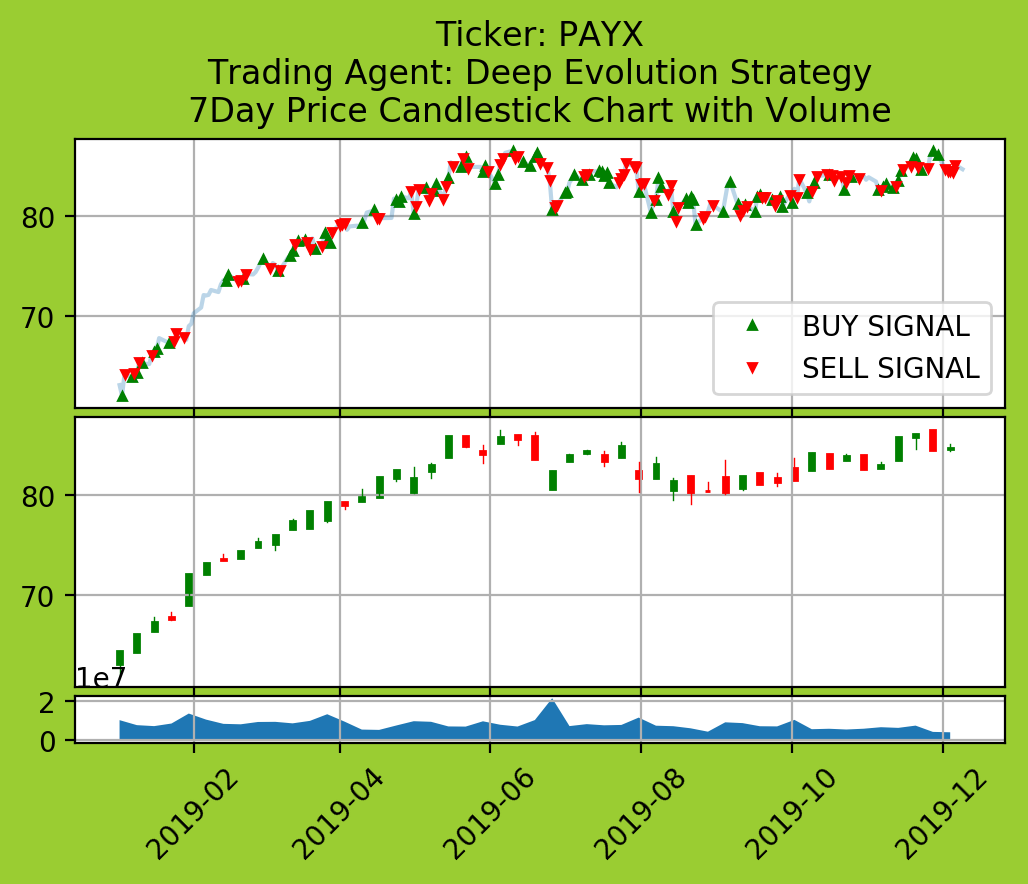 Ticker: PAYX
Trading Agent: Deep Evolution Strategy
7Day Price Candlestick Chart with Volume
80
70
BUY SIGNAL
SELL SIGNAL
80
70
1e7
2
0
2019-02
2019-04
2019-06
2019-08
2019-10
2019-12